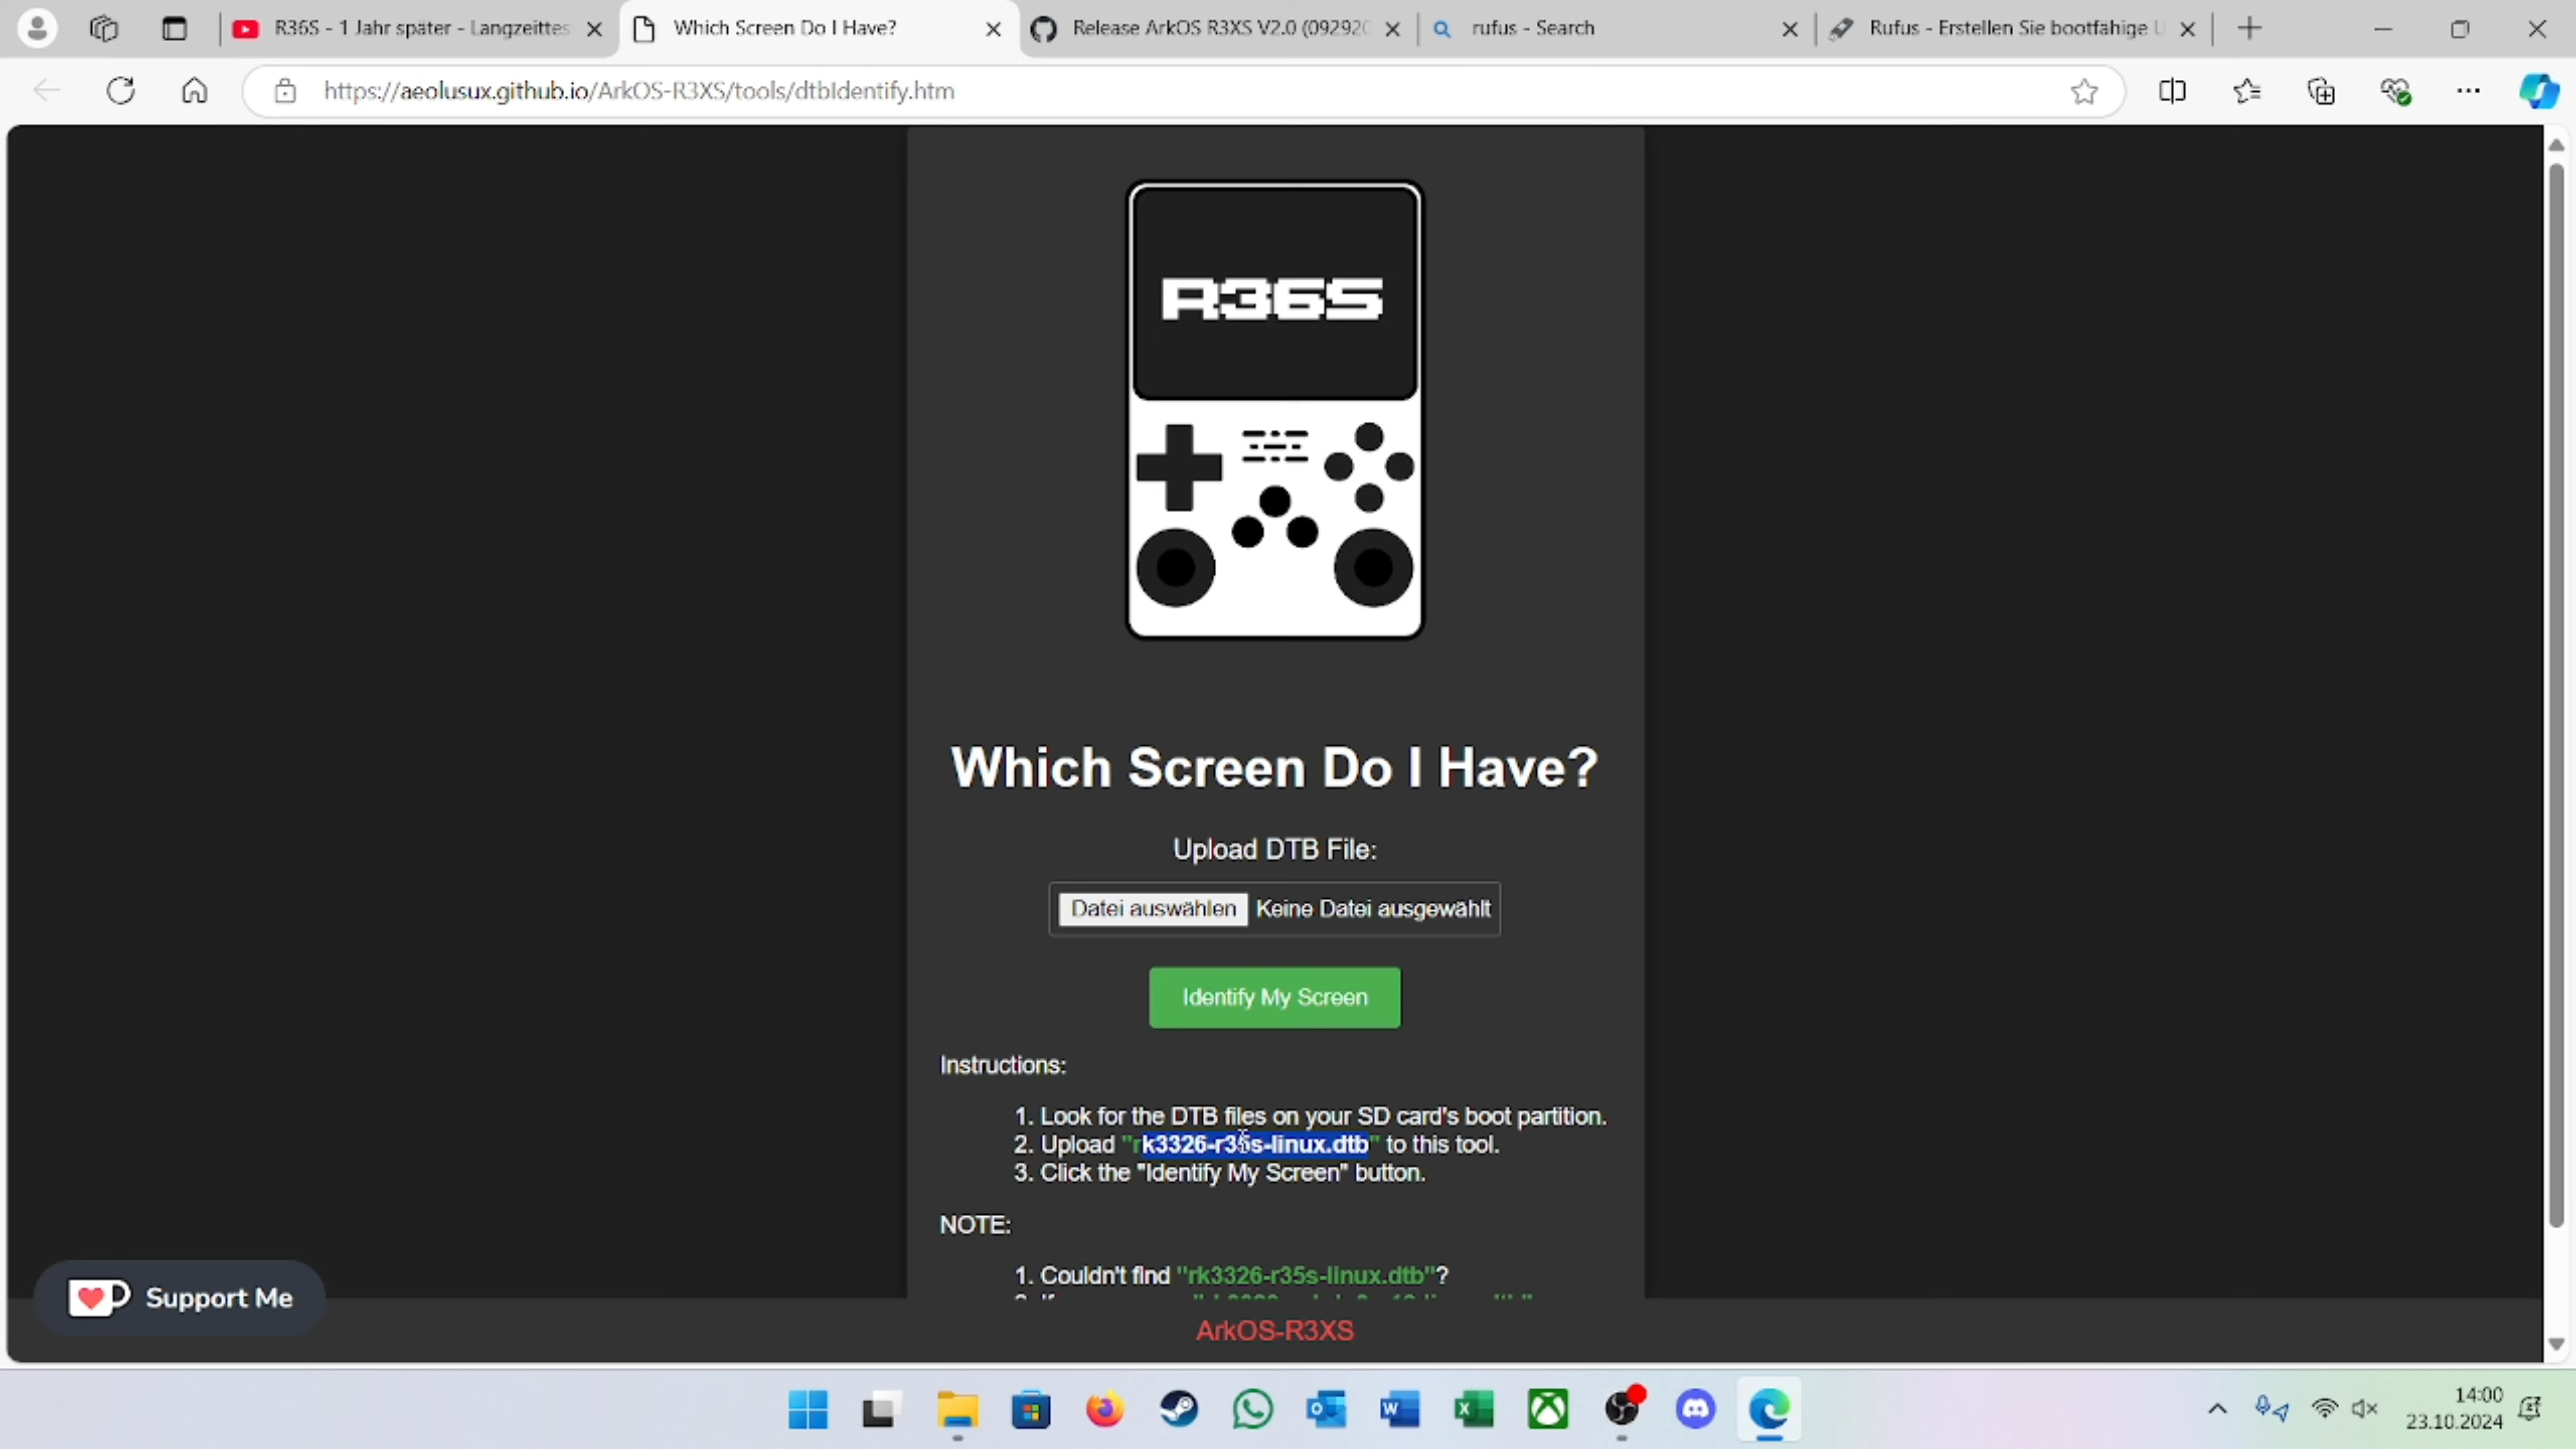 R36S - 1 Jahr später - Langzeittes
Which Screen Do I Have?
Release ArkOS R3XS V2.0 (09292
rufus - Search
Rufus - Erstellen Sie bootfähige U
https://aeolusux.github.io/ArkOS-R3XS/tools/dtbIdentify.htm
R36S
Which Screen Do I Have?
Upload DTB File:
Datei auswählen Keine Datei ausgewählt
Identify My Screen
Instructions:
1. Look for the DTB files on your SD card's boot partition.
2. Upload "rk3326-r35s-linux.dtb" to this tool.
3. Click the "Identify My Screen" button.
NOTE:
1. Couldn't find "rk3326-r35s-linux.dtb"?
Support Me
ArkOS-R3XS
14:00
23.10.2024